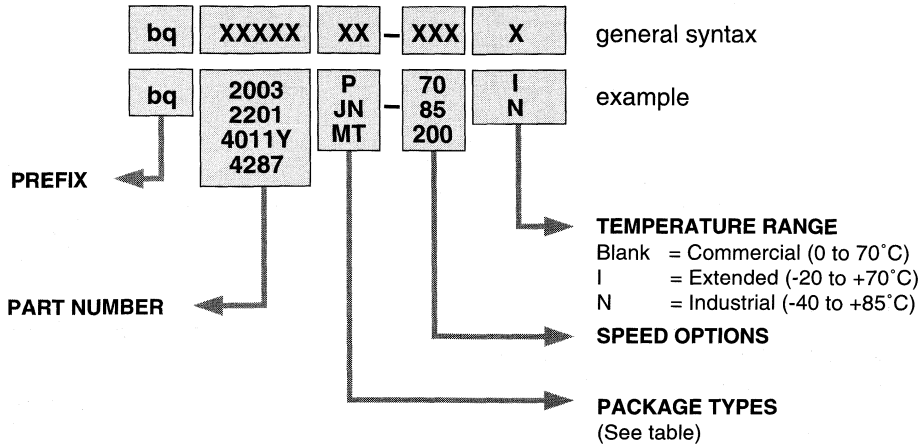 bq XXXXX XX – XXX X general syntax
bq 2003 P – 70 I example
2201 JN 85 N
4011Y MT 200
4287
PREFIX
TEMPERATURE RANGE
Blank = Commercial (0 to 70˚C)
I = Extended (-20 to +70˚C)
N = Industrial (-40 to +85˚C)
PART NUMBER
SPEED OPTIONS
PACKAGE TYPES
(See table)